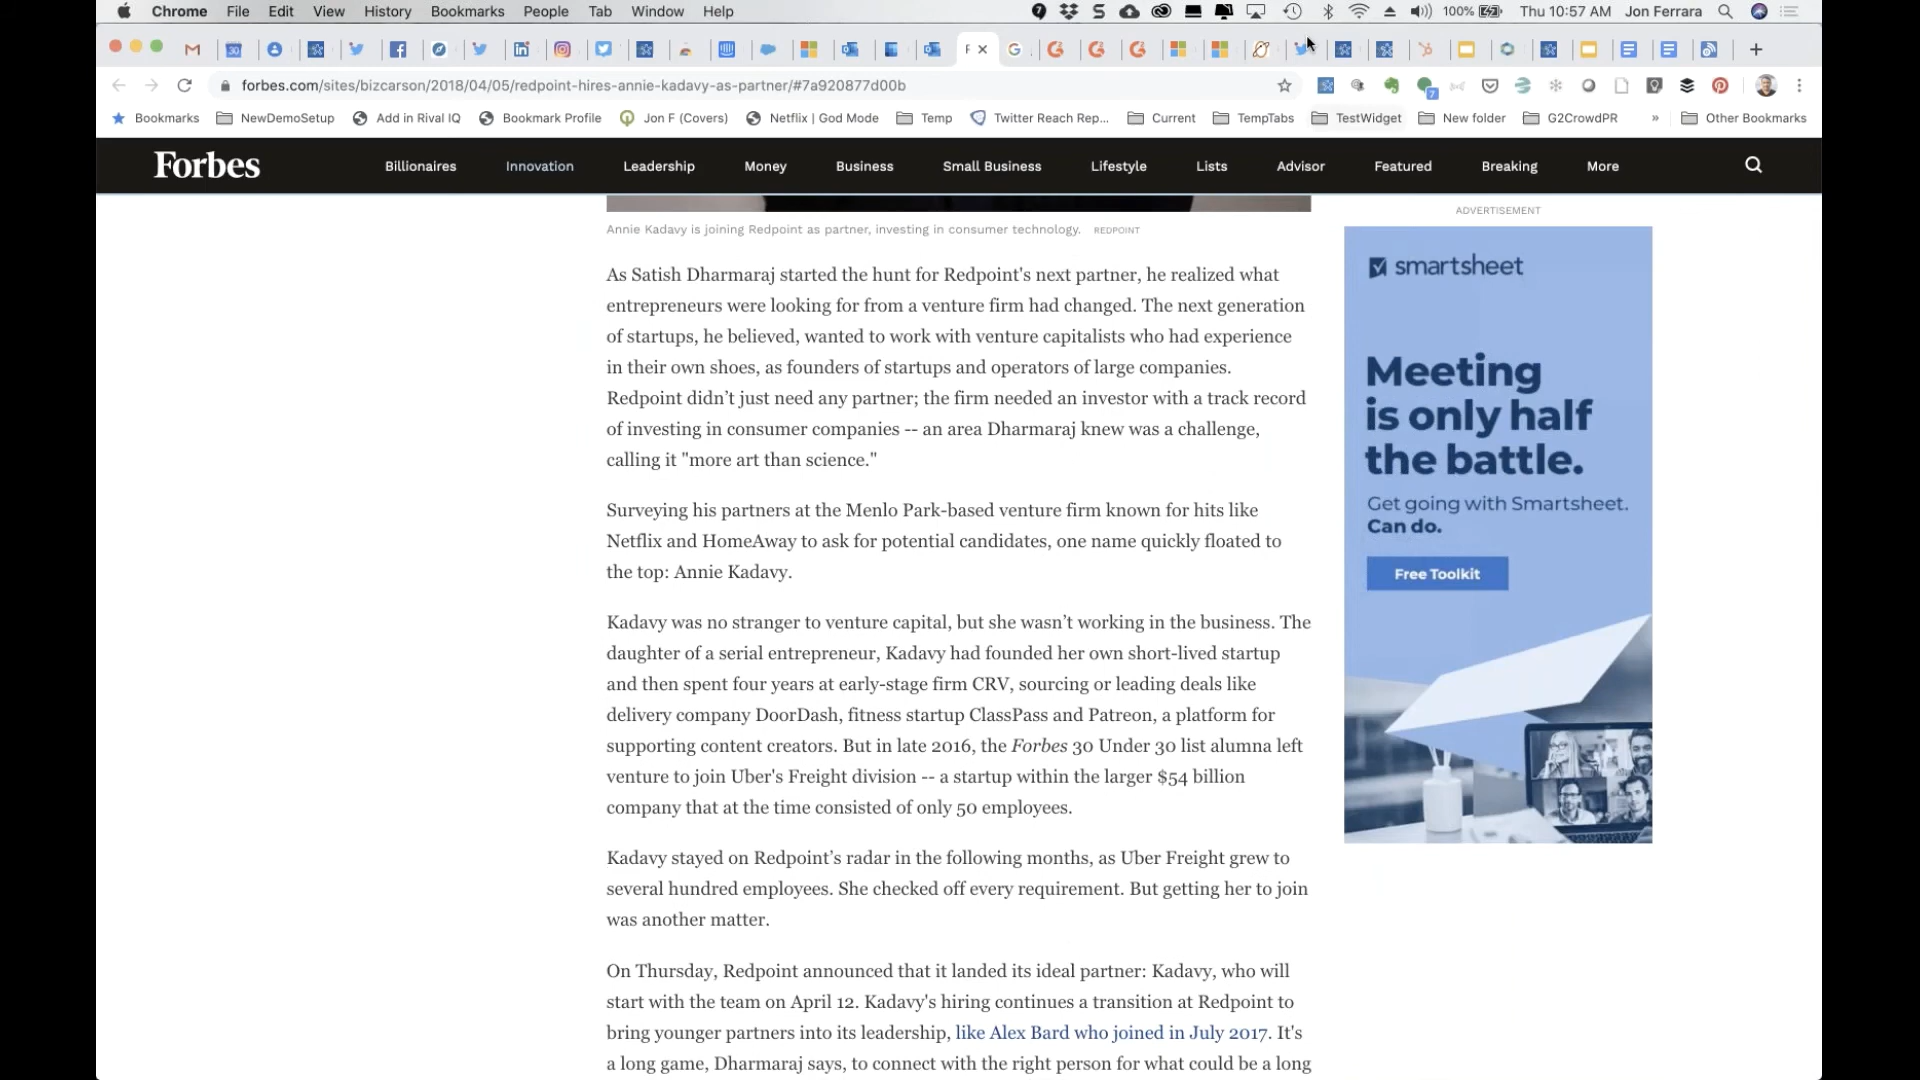 Chrome File Edit View History Bookmarks People Tab Window Help 100% Thu 10:57 AM Jon Ferrara
forbes.com/sites/bizcarson/2018/04/05/redpoint-hires-annie-kadavy-as-partner/#7a920877d00b
Bookmarks NewDemoSetup Add in Rival IQ Bookmark Profile Jon F (Covers) Netflix | God Mode Temp Twitter Reach Rep... Current TempTabs TestWidget New folder G2CrowdPR » Other Bookmarks
Forbes Billionaires Innovation Leadership Money Business Small Business Lifestyle Lists Advisor Featured Breaking More
Annie Kadavy is joining Redpoint as partner, investing in consumer technology. REDPOINT
As Satish Dharmaraj started the hunt for Redpoint's next partner, he realized what
entrepreneurs were looking for from a venture firm had changed. The next generation
of startups, he believed, wanted to work with venture capitalists who had experience
in their own shoes, as founders of startups and operators of large companies.
Redpoint didn’t just need any partner; the firm needed an investor with a track record
of investing in consumer companies -- an area Dharmaraj knew was a challenge,
calling it "more art than science."
Surveying his partners at the Menlo Park-based venture firm known for hits like
Netflix and HomeAway to ask for potential candidates, one name quickly floated to
the top: Annie Kadavy.
Kadavy was no stranger to venture capital, but she wasn’t working in the business. The
daughter of a serial entrepreneur, Kadavy had founded her own short-lived startup
and then spent four years at early-stage firm CRV, sourcing or leading deals like
delivery company DoorDash, fitness startup ClassPass and Patreon, a platform for
supporting content creators. But in late 2016, the Forbes 30 Under 30 list alumna left
venture to join Uber's Freight division -- a startup within the larger $54 billion
company that at the time consisted of only 50 employees.
Kadavy stayed on Redpoint’s radar in the following months, as Uber Freight grew to
several hundred employees. She checked off every requirement. But getting her to join
was another matter.
On Thursday, Redpoint announced that it landed its ideal partner: Kadavy, who will
start with the team on April 12. Kadavy's hiring continues a transition at Redpoint to
bring younger partners into its leadership, like Alex Bard who joined in July 2017. It's
a long game, Dharmaraj says, to connect with the right person for what could be a long
ADVERTISEMENT
smartsheet
Meeting
is only half
the battle.
Get going with Smartsheet.
Can do.
Free Toolkit